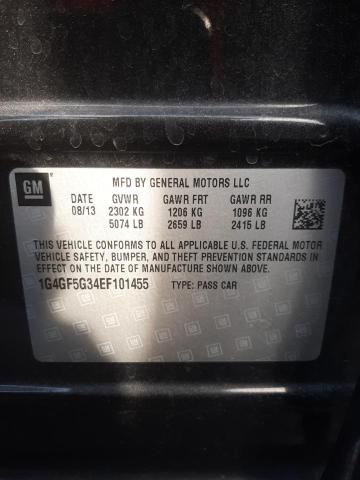 GM
MFD BY GENERAL MOTORS LLC
DATE GVWR GAWR FRT GAWR RR
08/13 2302 KG 1206 KG 1096 KG
5074 LB 2659 LB 2415 LB
THIS VEHICLE CONFORMS TO ALL APPLICABLE U.S. FEDERAL MOTOR
VEHICLE SAFETY, BUMPER, AND THEFT PREVENTION STANDARDS IN
EFFECT ON THE DATE OF MANUFACTURE SHOWN ABOVE.
1G4GF5G34EF101455 TYPE: PASS CAR